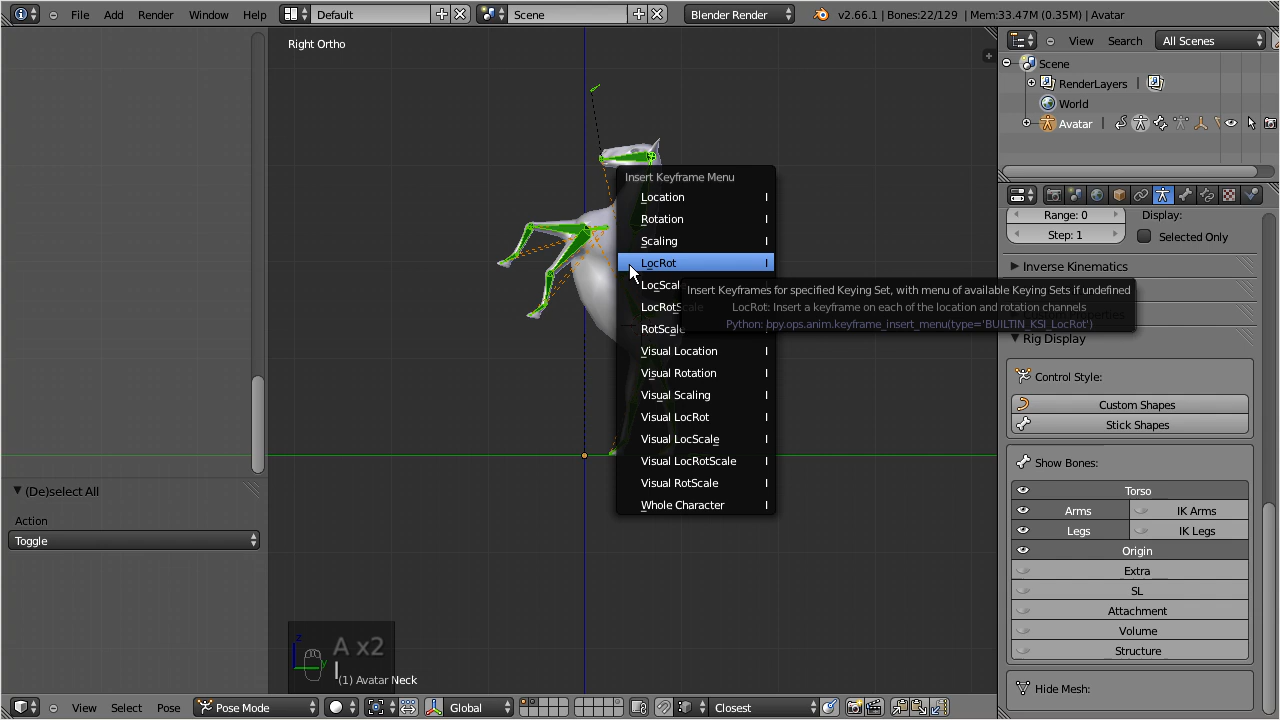 File Add Render Window Help Default Scene Blender Render v2.66.1 | Bones:22/129 | Mem:33.47M (0.35M) | Avatar
Right Ortho
View Search All Scenes
Scene
RenderLayers
World
Avatar
Range: 0 Display:
Step: 1 Selected Only
Inverse Kinematics
Rig Display
Control Style:
Custom Shapes
Stick Shapes
Show Bones:
Torso
Arms IK Arms
Legs IK Legs
Origin
Extra
SL
Attachment
Volume
Structure
Hide Mesh:
Insert Keyframe Menu
Location I
Rotation I
Scaling I
LocRot I
LocScal
LocRotScale
RotScale
Visual Location I
Visual Rotation I
Visual Scaling I
Visual LocRot I
Visual LocScale I
Visual LocRotScale I
Visual RotScale I
Whole Character I
Insert Keyframes for specified Keying Set, with menu of available Keying Sets if undefined
LocRot: Insert a keyframe on each of the location and rotation channels
Python: bpy.ops.anim.keyframe_insert_menu(type='BUILTIN_KSI_LocRot')
(De)select All
Action
Toggle
z
y
A x2
I
(1) Avatar Neck
View Select Pose Pose Mode Global Closest